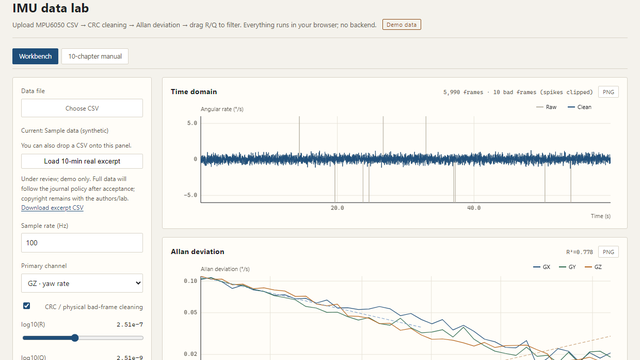 IMU data lab
Upload MPU6050 CSV → CRC cleaning → Allan deviation → drag R/Q to filter. Everything runs in your browser; no backend.
Demo data
Workbench
10-chapter manual
Data file
Choose CSV
Current: Sample data (synthetic)
You can also drop a CSV onto this panel.
Load 10-min real excerpt
Under review; demo only. Full data will
follow the journal policy after acceptance;
copyright remains with the authors/lab.
Download excerpt CSV
Sample rate (Hz)
100
Primary channel
GZ - yaw rate
CRC / physical bad-frame cleaning
log10(R) 2.51e-7
log10(Q) 2.51e-9
Time domain
5,990 frames · 10 bad frames (spikes clipped)
PNG
Angular rate (°/s)
Raw
Clean
5.0
0
-5.0
20.0
40.0
Time (s)
Allan deviation
R²=0.778
PNG
Allan deviation (°/s)
GX
GY
GZ
0.10
0.05
0.02